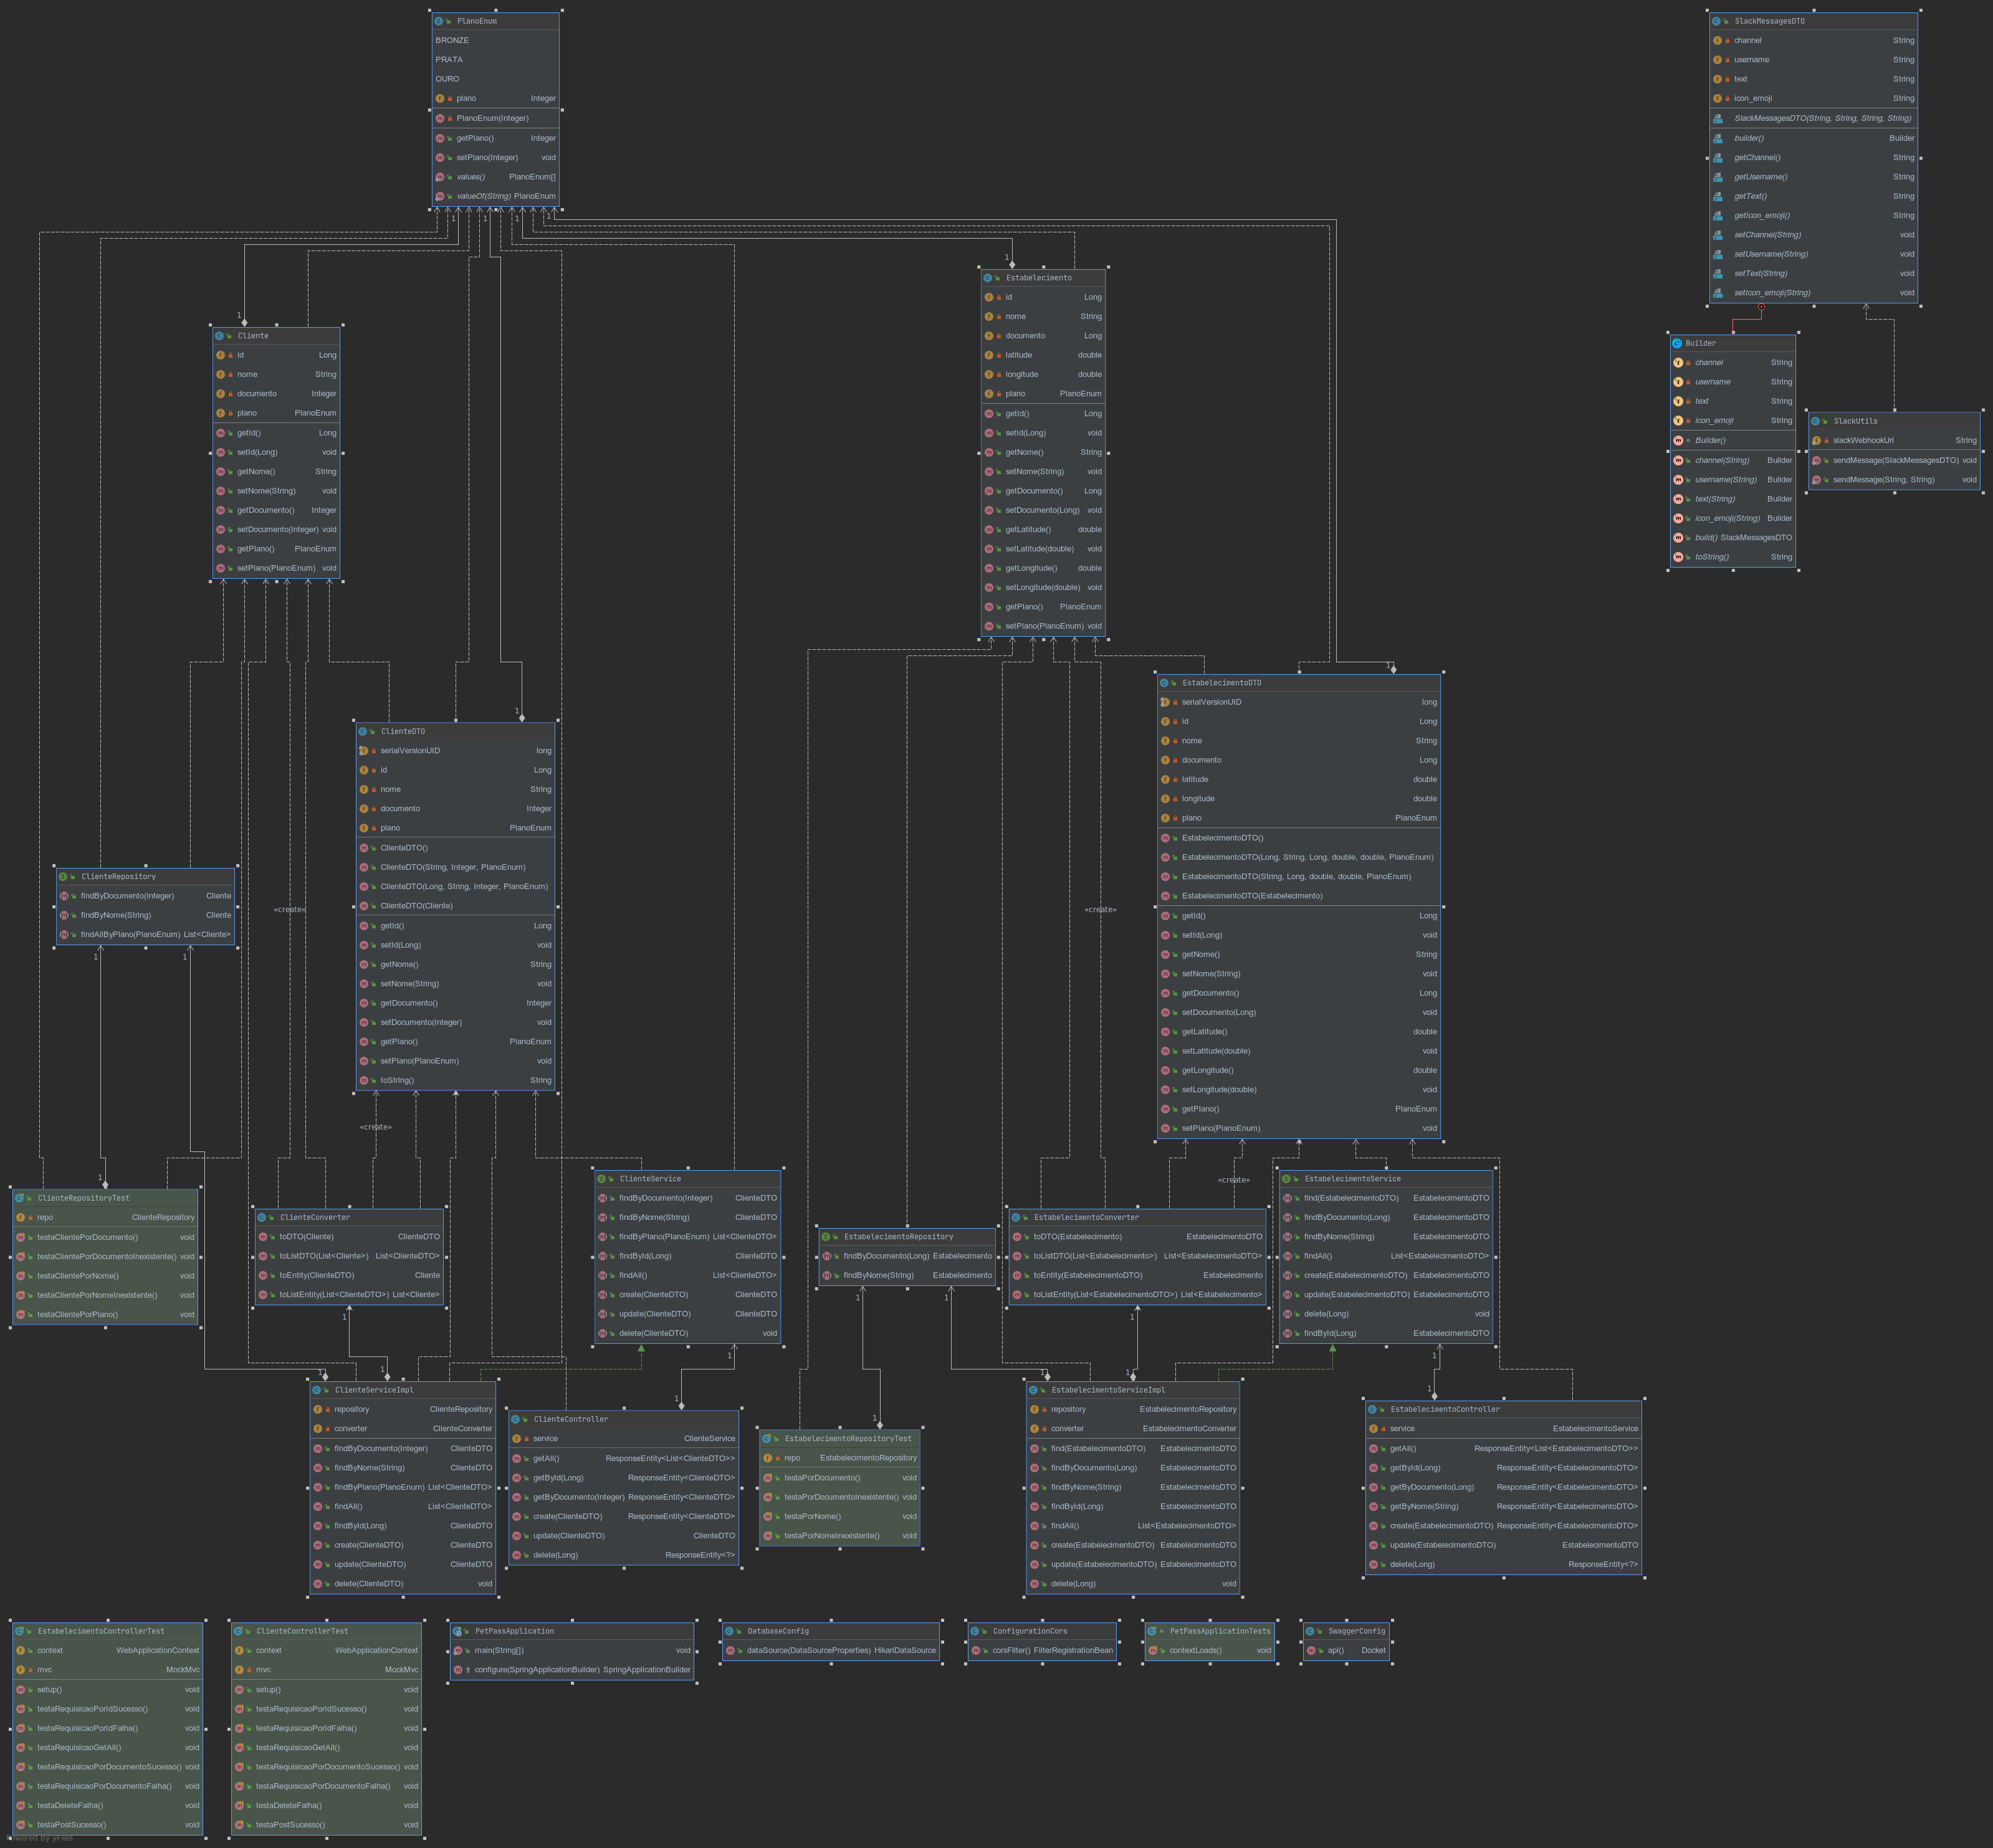 PlanoEnum
BRONZE
PRATA
OURO
plano Integer
PlanoEnum(Integer)
getPlano() Integer
setPlano(Integer) void
values() PlanoEnum[]
valueOf(String) PlanoEnum
1 1 1 1
SlackMessagesDTO
channel String
username String
text String
icon_emoji String
SlackMessagesDTO(String, String, String, String)
builder() Builder
getChannel() String
getUsername() String
getText() String
getIcon_emoji() String
setChannel(String) void
setUsername(String) void
setText(String) void
setIcon_emoji(String) void
1
Estabelecimento
id Long
nome String
documento Long
latitude double
longitude double
plano PlanoEnum
getId() Long
setId(Long) void
getNome() String
setNome(String) void
getDocumento() Long
setDocumento(Long) void
getLatitude() double
setLatitude(double) void
getLongitude() double
setLongitude(double) void
getPlano() PlanoEnum
setPlano(PlanoEnum) void
1
Cliente
id Long
nome String
documento Integer
plano PlanoEnum
getId() Long
setId(Long) void
getNome() String
setNome(String) void
getDocumento() Integer
setDocumento(Integer) void
getPlano() PlanoEnum
setPlano(PlanoEnum) void
Builder
channel String
username String
text String
icon_emoji String
Builder()
channel(String) Builder
username(String) Builder
text(String) Builder
icon_emoji(String) Builder
build() SlackMessagesDTO
toString() String
SlackUtils
slackWebhookUrl String
sendMessage(SlackMessagesDTO) void
sendMessage(String, String) void
1
EstabelecimentoDTO
serialVersionUID long
id Long
nome String
documento Long
latitude double
longitude double
plano PlanoEnum
EstabelecimentoDTO()
EstabelecimentoDTO(Long, String, Long, double, double, PlanoEnum)
EstabelecimentoDTO(String, Long, double, double, PlanoEnum)
EstabelecimentoDTO(Estabelecimento)
getId() Long
setId(Long) void
getNome() String
setNome(String) void
getDocumento() Long
setDocumento(Long) void
getLatitude() double
setLatitude(double) void
getLongitude() double
setLongitude(double) void
getPlano() PlanoEnum
setPlano(PlanoEnum) void
1
ClienteDTO
serialVersionUID long
id Long
nome String
documento Integer
plano PlanoEnum
ClienteDTO()
ClienteDTO(String, Integer, PlanoEnum)
ClienteDTO(Long, String, Integer, PlanoEnum)
ClienteDTO(Cliente)
getId() Long
setId(Long) void
getNome() String
setNome(String) void
getDocumento() Integer
setDocumento(Integer) void
getPlano() PlanoEnum
setPlano(PlanoEnum) void
toString() String
ClienteRepository
findByDocumento(Integer) Cliente
findByNome(String) Cliente
findAllByPlano(PlanoEnum) List<Cliente>
1 1
«create»
«create»
«create»
«create»
1
ClienteRepositoryTest
repo ClienteRepository
testaClientePorDocumento() void
testaClientePorDocumentoInexistente() void
testaClientePorNome() void
testaClientePorNomeInexistente() void
testaClientePorPlano() void
ClienteConverter
toDTO(Cliente) ClienteDTO
toListDTO(List<Cliente>) List<ClienteDTO>
toEntity(ClienteDTO) Cliente
toListEntity(List<ClienteDTO>) List<Cliente>
1
ClienteService
findByDocumento(Integer) ClienteDTO
findByNome(String) ClienteDTO
findByPlano(PlanoEnum) List<ClienteDTO>
findById(Long) ClienteDTO
findAll() List<ClienteDTO>
create(ClienteDTO) ClienteDTO
update(ClienteDTO) ClienteDTO
delete(ClienteDTO) void
1
EstabelecimentoRepository
findByDocumento(Long) Estabelecimento
findByNome(String) Estabelecimento
1 1
EstabelecimentoConverter
toDTO(Estabelecimento) EstabelecimentoDTO
toListDTO(List<Estabelecimento>) List<EstabelecimentoDTO>
toEntity(EstabelecimentoDTO) Estabelecimento
toListEntity(List<EstabelecimentoDTO>) List<Estabelecimento>
1
EstabelecimentoService
find(EstabelecimentoDTO) EstabelecimentoDTO
findByDocumento(Long) EstabelecimentoDTO
findByNome(String) EstabelecimentoDTO
findAll() List<EstabelecimentoDTO>
create(EstabelecimentoDTO) EstabelecimentoDTO
update(EstabelecimentoDTO) EstabelecimentoDTO
delete(Long) void
findById(Long) EstabelecimentoDTO
1
1 1
ClienteServiceImpl
repository ClienteRepository
converter ClienteConverter
findByDocumento(Integer) ClienteDTO
findByNome(String) ClienteDTO
findByPlano(PlanoEnum) List<ClienteDTO>
findAll() List<ClienteDTO>
findById(Long) ClienteDTO
create(ClienteDTO) ClienteDTO
update(ClienteDTO) ClienteDTO
delete(ClienteDTO) void
1
ClienteController
service ClienteService
getAll() ResponseEntity<List<ClienteDTO>>
getById(Long) ResponseEntity<ClienteDTO>
getByDocumento(Integer) ResponseEntity<ClienteDTO>
create(ClienteDTO) ResponseEntity<ClienteDTO>
update(ClienteDTO) ClienteDTO
delete(Long) ResponseEntity<?>
1
EstabelecimentoRepositoryTest
repo EstabelecimentoRepository
testaPorDocumento() void
testaPorDocumentoInexistente() void
testaPorNome() void
testaPorNomeInexistente() void
1 1
EstabelecimentoServiceImpl
repository EstabelecimentoRepository
converter EstabelecimentoConverter
find(EstabelecimentoDTO) EstabelecimentoDTO
findByDocumento(Long) EstabelecimentoDTO
findByNome(String) EstabelecimentoDTO
findById(Long) EstabelecimentoDTO
findAll() List<EstabelecimentoDTO>
create(EstabelecimentoDTO) EstabelecimentoDTO
update(EstabelecimentoDTO) EstabelecimentoDTO
delete(Long) void
1
EstabelecimentoController
service EstabelecimentoService
getAll() ResponseEntity<List<EstabelecimentoDTO>>
getById(Long) ResponseEntity<EstabelecimentoDTO>
getByDocumento(Long) ResponseEntity<EstabelecimentoDTO>
getByNome(String) ResponseEntity<EstabelecimentoDTO>
create(EstabelecimentoDTO) ResponseEntity<EstabelecimentoDTO>
update(EstabelecimentoDTO) EstabelecimentoDTO
delete(Long) ResponseEntity<?>
EstabelecimentoControllerTest
context WebApplicationContext
mvc MockMvc
setup() void
testaRequisicaoPorIdSucesso() void
testaRequisicaoPorIdFalha() void
testaRequisicaoGetAll() void
testaRequisicaoPorDocumentoSucesso() void
testaRequisicaoPorDocumentoFalha() void
testaDeleteFalha() void
testaPostSucesso() void
ClienteControllerTest
context WebApplicationContext
mvc MockMvc
setup() void
testaRequisicaoPorIdSucesso() void
testaRequisicaoPorIdFalha() void
testaRequisicaoGetAll() void
testaRequisicaoPorDocumentoSucesso() void
testaRequisicaoPorDocumentoFalha() void
testaDeleteFalha() void
testaPostSucesso() void
PetPassApplication
main(String[]) void
configure(SpringApplicationBuilder) SpringApplicationBuilder
DatabaseConfig
dataSource(DataSourceProperties) HikariDataSource
ConfigurationCors
corsFilter() FilterRegistrationBean
PetPassApplicationTests
contextLoads() void
SwaggerConfig
api() Docket
Powered by yFiles